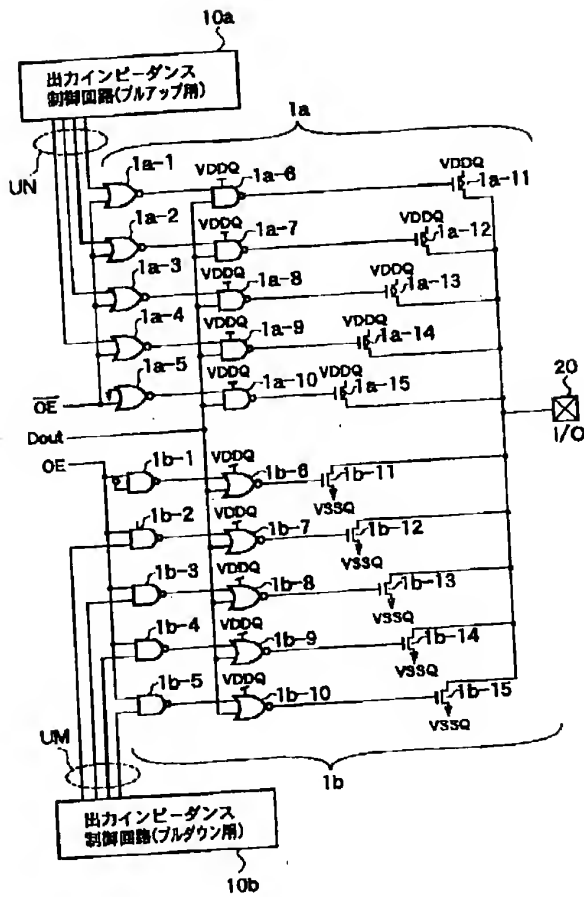 10a
出力インピーダンス
制御回路(プルアップ用)
1a
UN
1a-1
VDDQ
1a-6
VDDQ
1a-11
1a-2
VDDQ
1a-7
VDDQ
1a-12
1a-3
VDDQ
1a-8
VDDQ
1a-13
1a-4
VDDQ
1a-9
VDDQ
1a-14
1a-5
VDDQ
1a-10
VDDQ
1a-15
OE
20
I/O
Dout
OE
1b-1
VDDQ
1b-6
1b-11
VSSQ
1b-2
VDDQ
1b-7
1b-12
VSSQ
1b-3
VDDQ
1b-8
1b-13
VSSQ
1b-4
VDDQ
1b-9
1b-14
VSSQ
1b-5
VDDQ
1b-10
1b-15
VSSQ
UM
1b
出力インピーダンス
制御回路(プルダウン用)
10b